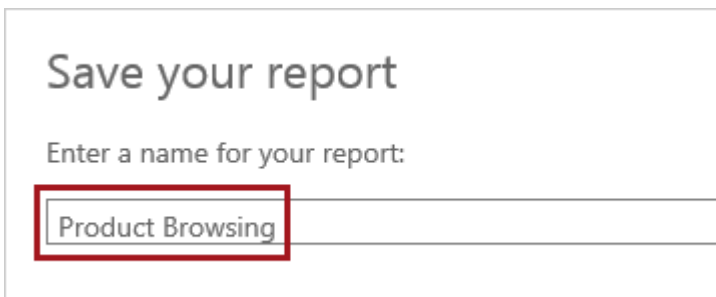 Save your report
Enter a name for your report:
Product Browsing